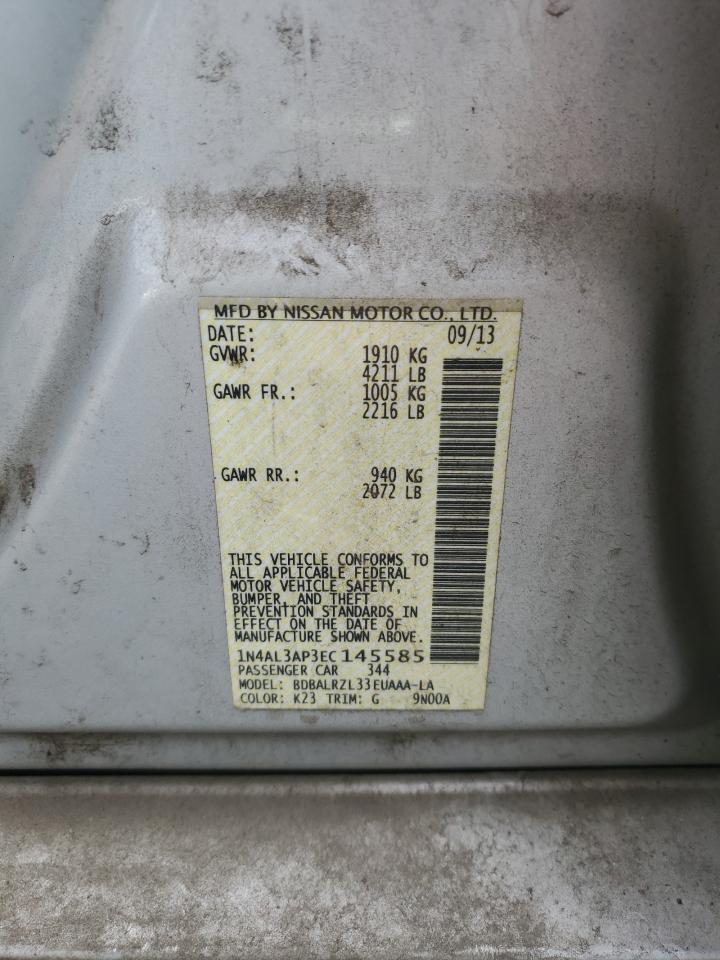 MFD BY NISSAN MOTOR CO., LTD.
DATE: 09/13
GVWR: 1910 KG
4211 LB
GAWR FR.: 1005 KG
2216 LB
GAWR RR.: 940 KG
2072 LB
THIS VEHICLE CONFORMS TO
ALL APPLICABLE FEDERAL
MOTOR VEHICLE SAFETY,
BUMPER, AND THEFT
PREVENTION STANDARDS IN
EFFECT ON THE DATE OF
MANUFACTURE SHOWN ABOVE.
1N4AL3AP3EC145585
PASSENGER CAR 344
MODEL: BDBALRZL33EUAAA-LA
COLOR: K23 TRIM: G 9N00A